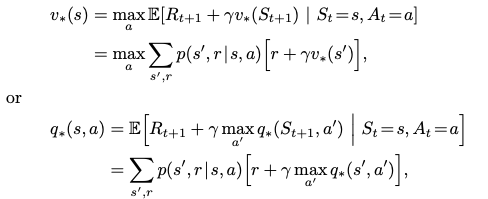 v_*(s) = max_a 𝔼[R_{t+1} + γv_*(S_{t+1}) | S_t=s, A_t=a]
= max_a ∑_{s′,r} p(s′, r|s, a)[r + γv_*(s′)],
or
q_*(s, a) = 𝔼[R_{t+1} + γ max_{a′} q_*(S_{t+1}, a′) | S_t=s, A_t=a]
= ∑_{s′,r} p(s′, r|s, a)[r + γ max_{a′} q_*(s′, a′)],